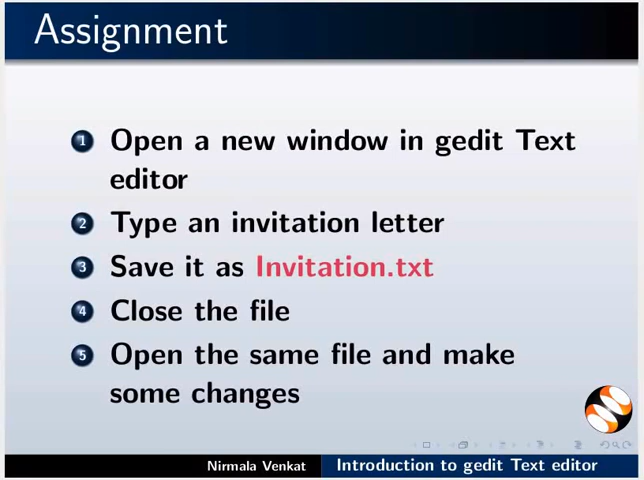 Assignment
1 Open a new window in gedit Text
editor
2 Type an invitation letter
3 Save it as Invitation.txt
4 Close the file
5 Open the same file and make
some changes
Nirmala Venkat Introduction to gedit Text editor